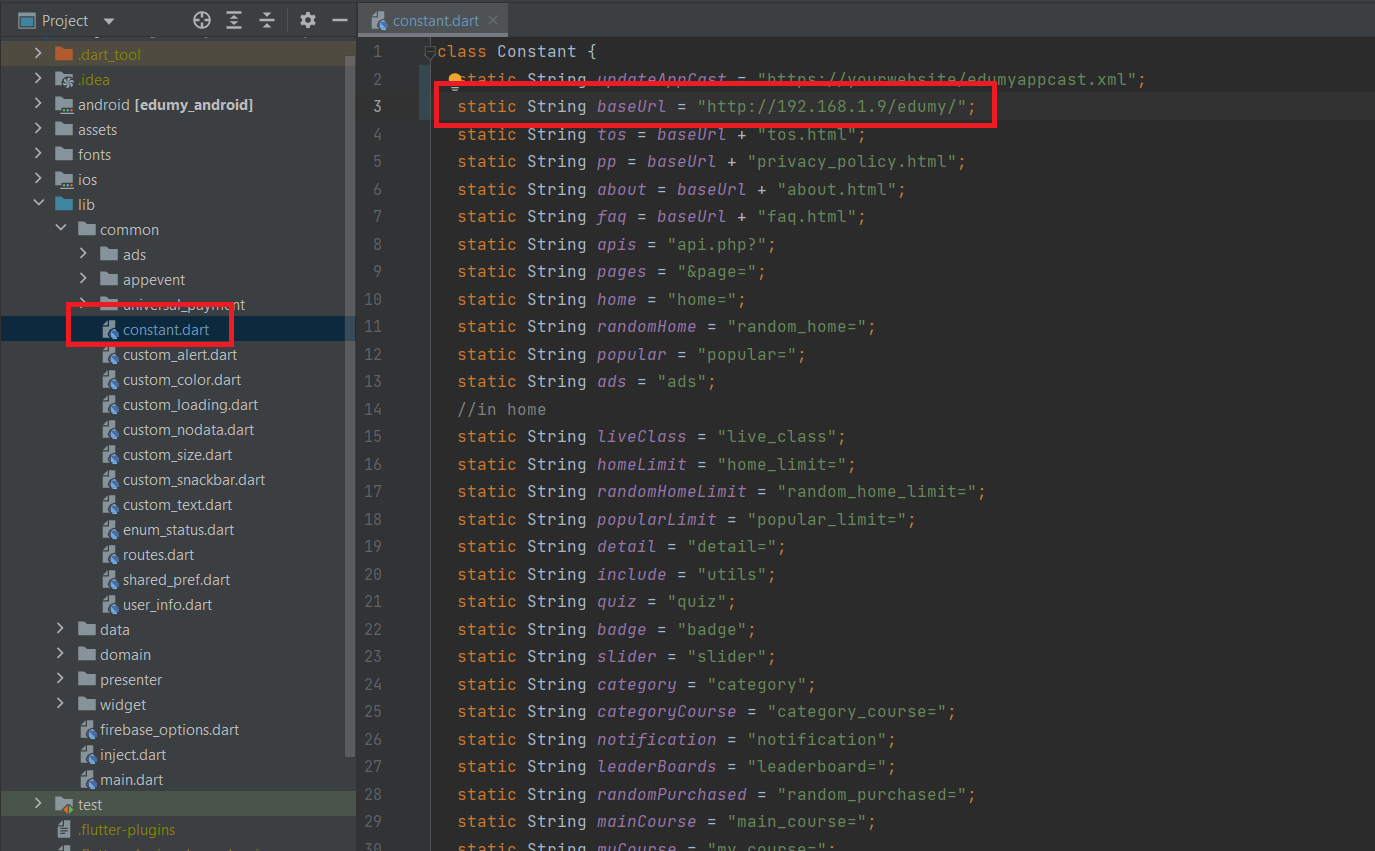 Project
.dart_tool
.idea
android [edumy_android]
assets
fonts
ios
lib
common
ads
appevent
universal_payment
constant.dart
custom_alert.dart
custom_color.dart
custom_loading.dart
custom_nodata.dart
custom_size.dart
custom_snackbar.dart
custom_text.dart
enum_status.dart
routes.dart
shared_pref.dart
user_info.dart
data
domain
presenter
widget
firebase_options.dart
inject.dart
main.dart
test
.flutter-plugins
constant.dart
1 class Constant {
2 static String updateAppCast = "https://yourwebsite/edumyappcast.xml";
3 static String baseUrl = "http://192.168.1.9/edumy/";
4 static String tos = baseUrl + "tos.html";
5 static String pp = baseUrl + "privacy_policy.html";
6 static String about = baseUrl + "about.html";
7 static String faq = baseUrl + "faq.html";
8 static String apis = "api.php?";
9 static String pages = "&page=";
10 static String home = "home=";
11 static String randomHome = "random_home=";
12 static String popular = "popular=";
13 static String ads = "ads";
14 //in home
15 static String liveClass = "live_class";
16 static String homeLimit = "home_limit=";
17 static String randomHomeLimit = "random_home_limit=";
18 static String popularLimit = "popular_limit=";
19 static String detail = "detail=";
20 static String include = "utils";
21 static String quiz = "quiz";
22 static String badge = "badge";
23 static String slider = "slider";
24 static String category = "category";
25 static String categoryCourse = "category_course=";
26 static String notification = "notification";
27 static String leaderBoards = "leaderboard=";
28 static String randomPurchased = "random_purchased=";
29 static String mainCourse = "main_course=";
30 static String myCourse = "my_course=";